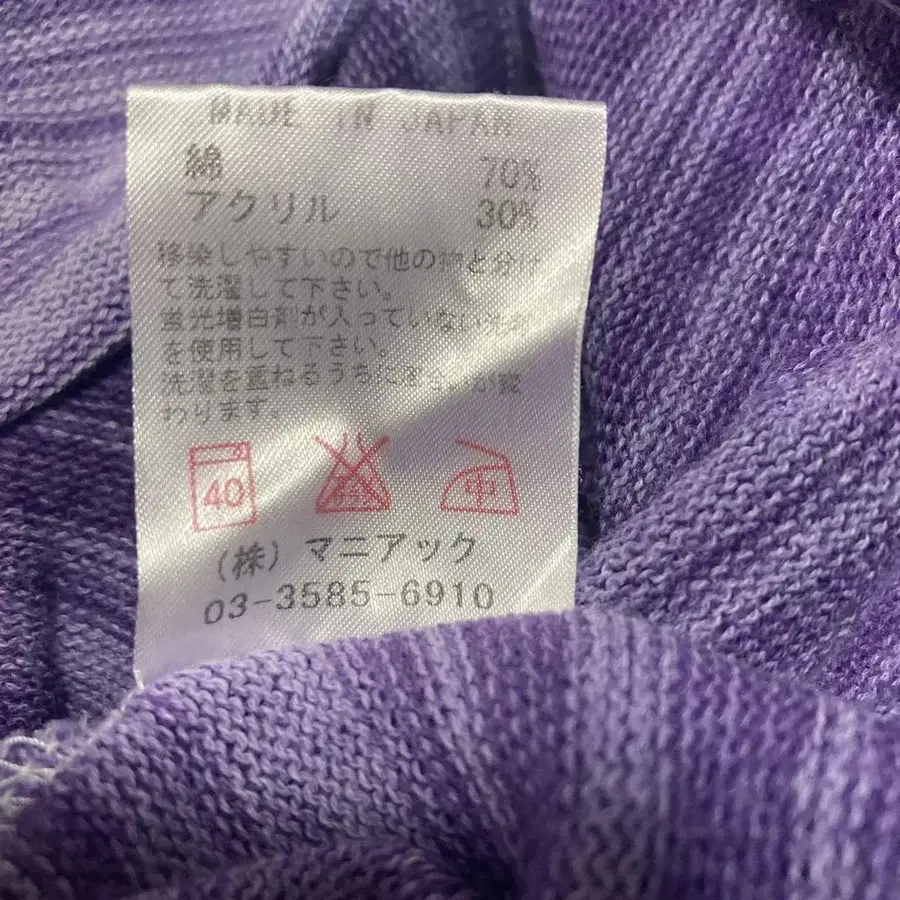 MADE IN JAPAN
綿 70%
アクリル 30%
移染しやすいので他の物と分け
て洗濯して下さい。
蛍光増白剤が入っていない洗剤
を使用して下さい。
洗濯を重ねるうちに風合いが変
わります。
40 中
(株) マニアック
03-3585-6910